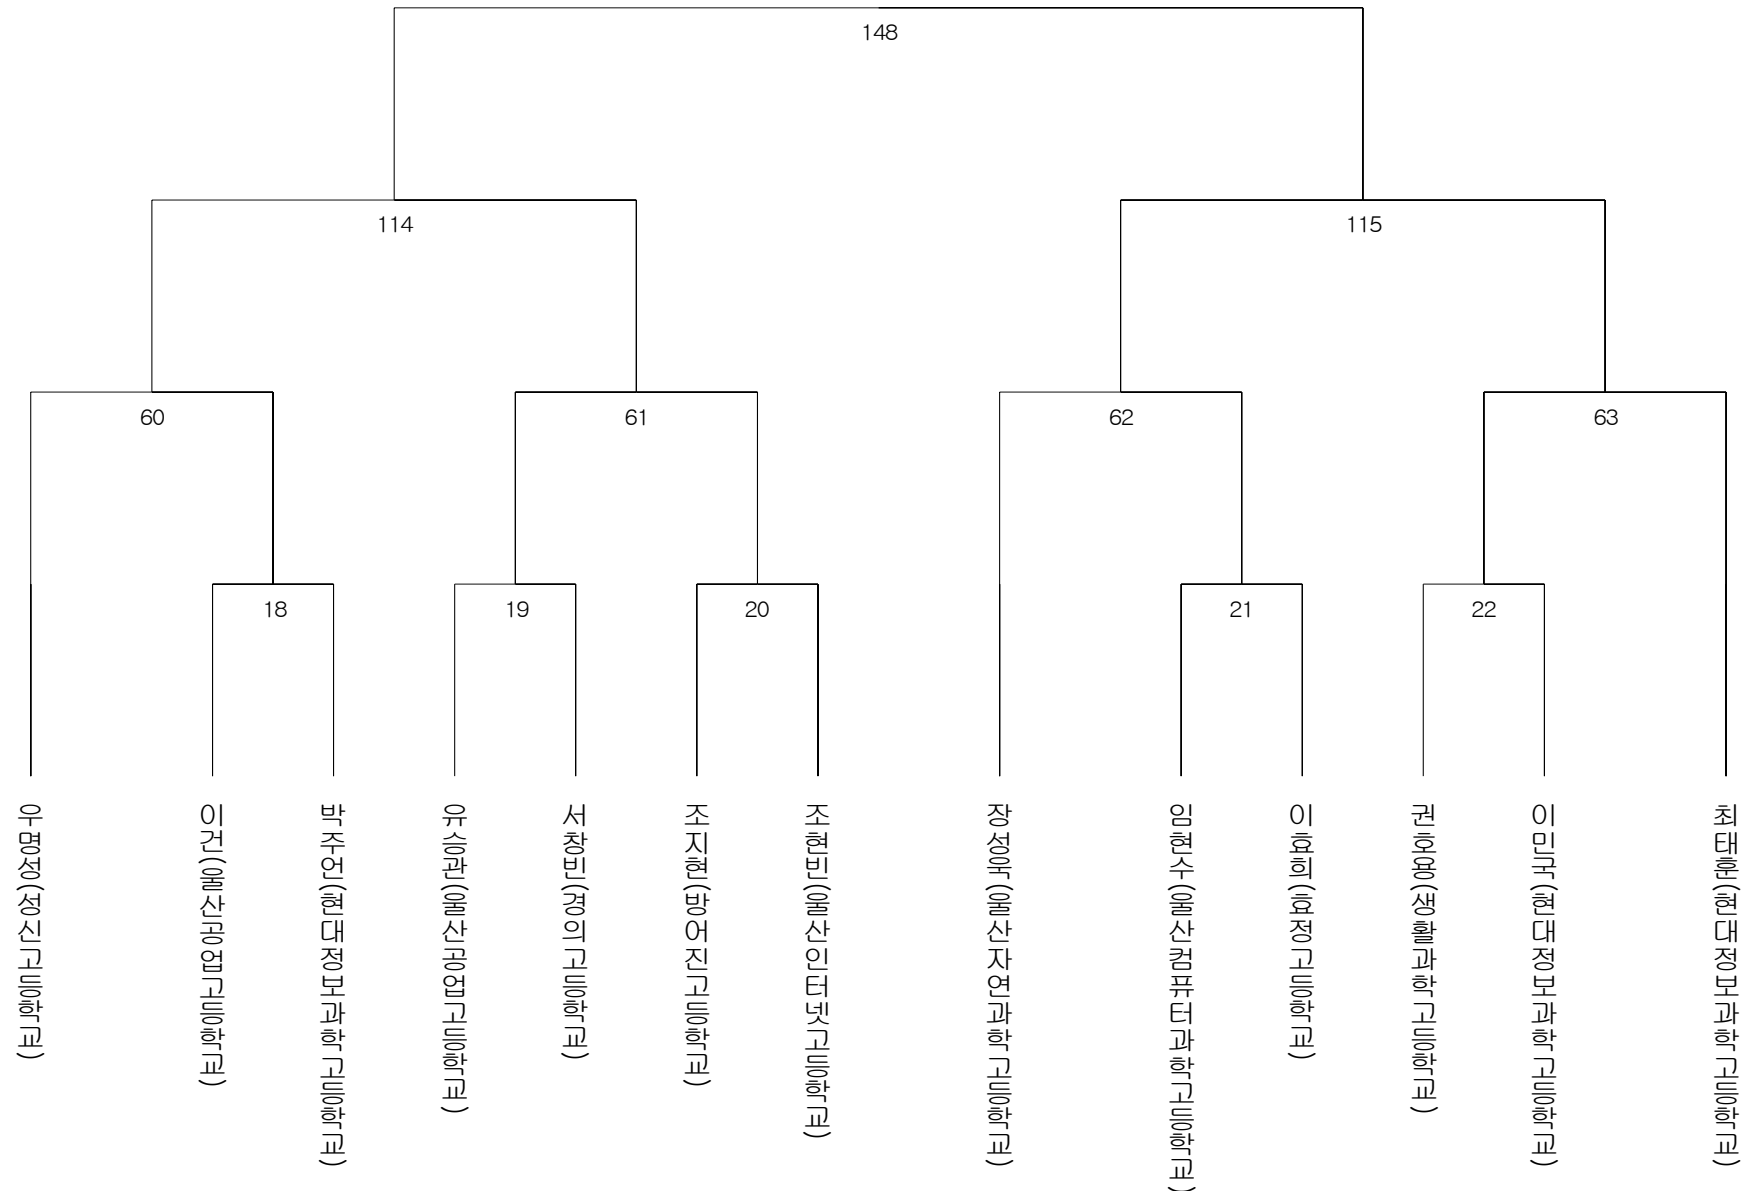 148
114
115
60
61
62
63
18
19
20
21
22
우명성(성신고등학교)
이건(울산공업고등학교)
박주언(현대정보과학고등학교)
유승관(울산공업고등학교)
서창빈(경의고등학교)
조지현(방어진고등학교)
조현빈(울산인터넷고등학교)
장성욱(울산자연과학고등학교)
임현수(울산컴퓨터과학고등학교)
이효희(효정고등학교)
권호용(생활과학고등학교)
이민국(현대정보과학고등학교)
최태훈(현대정보과학고등학교)